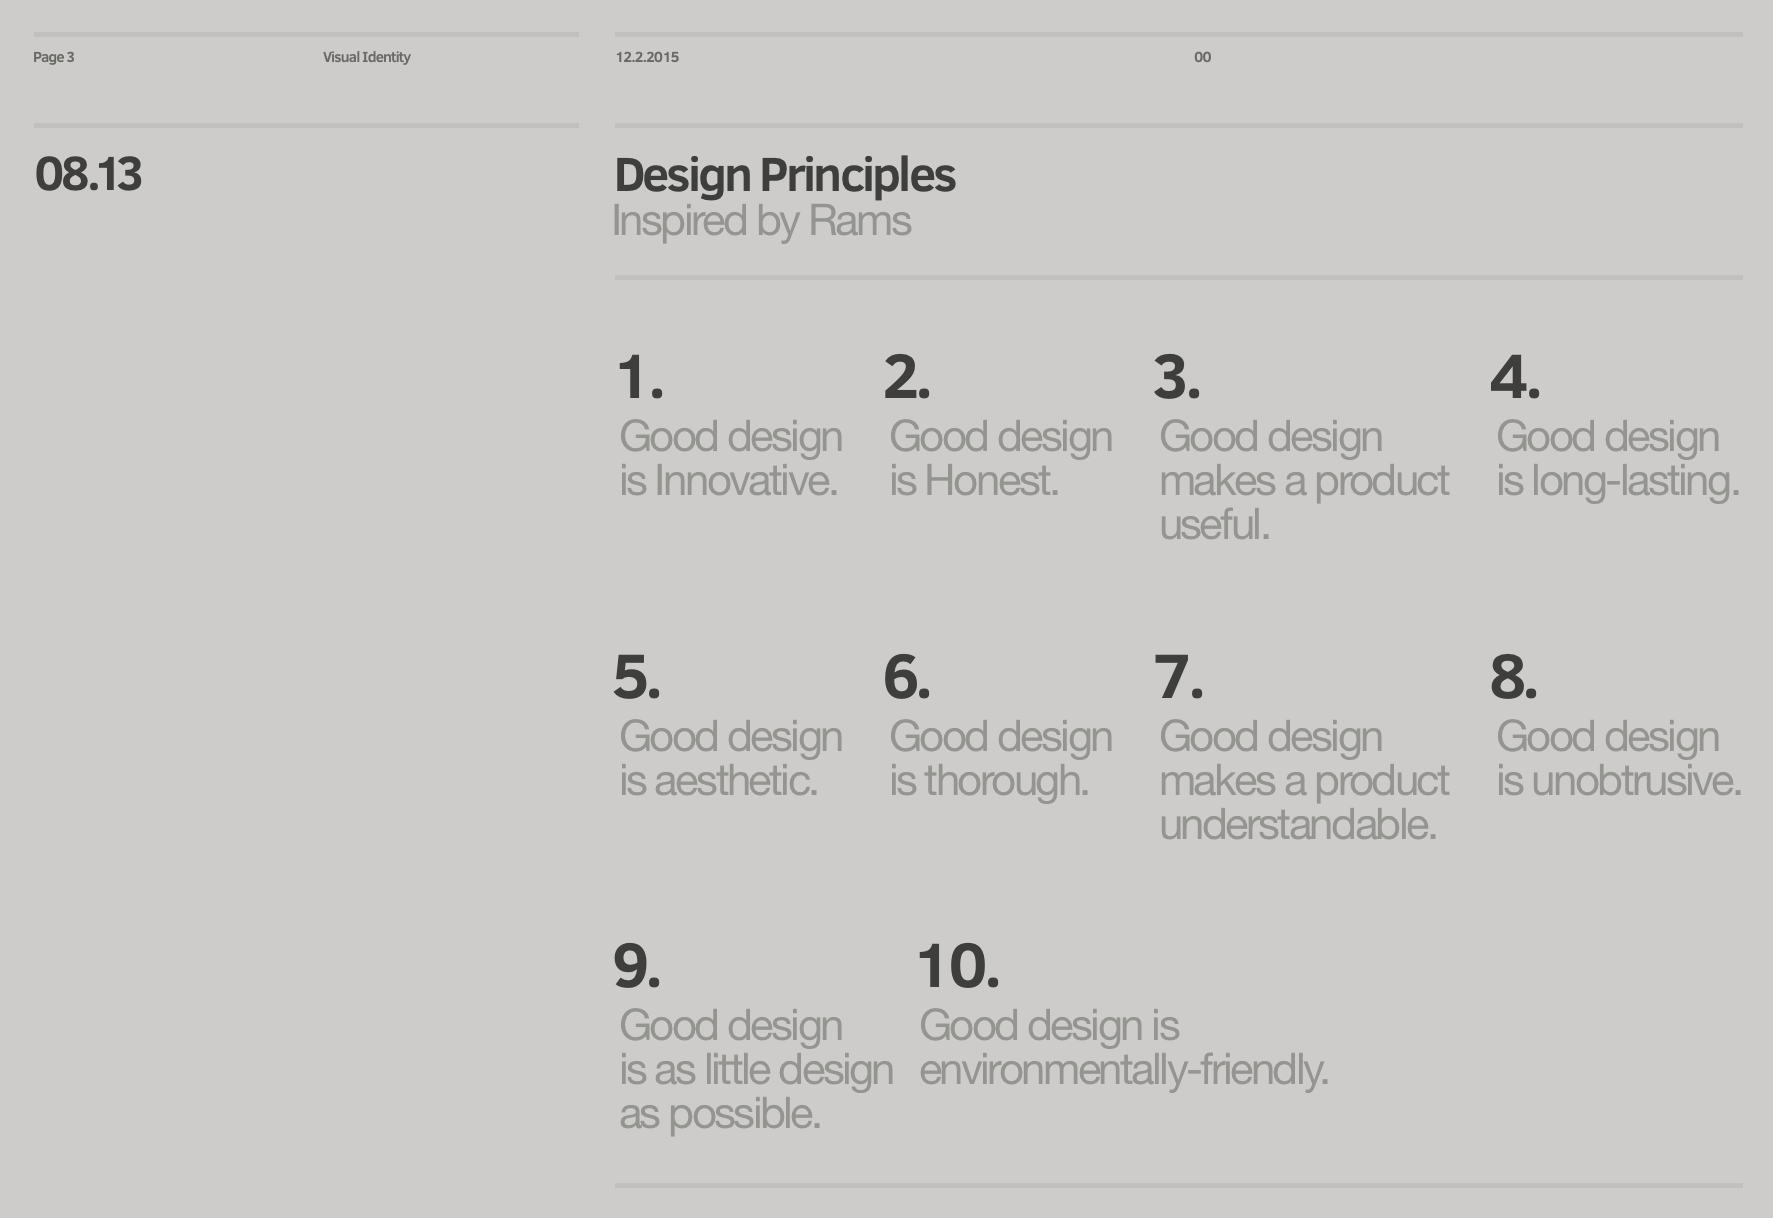 Page 3
Visual Identity
12.2.2015
00
08.13
Design Principles
Inspired by Rams
1.
Good design
is Innovative.
2.
Good design
is Honest.
3.
Good design
makes a product
useful.
4.
Good design
is long-lasting.
5.
Good design
is aesthetic.
6.
Good design
is thorough.
7.
Good design
makes a product
understandable.
8.
Good design
is unobtrusive.
9.
Good design
is as little design
as possible.
10.
Good design is
environmentally-friendly.